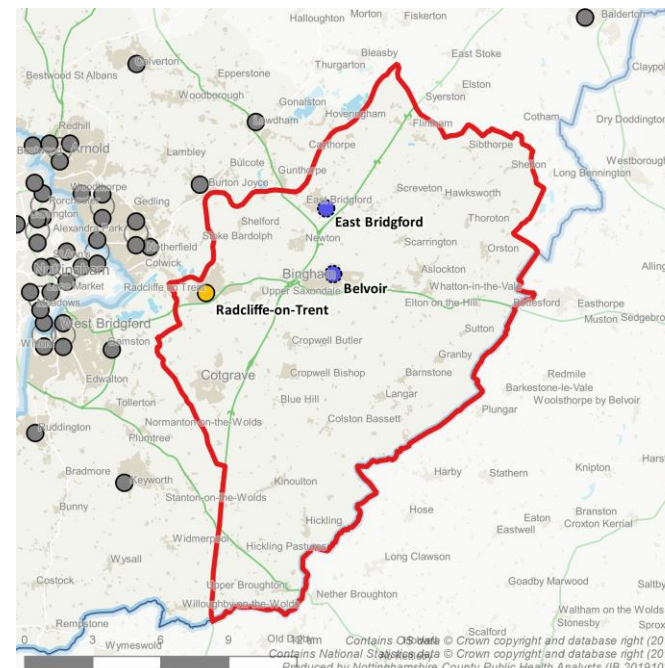 Halloughton Morton Fiskerton
Balderton
Bleasby
East Stoke
Thurgarton
Claypole
Calverton
Epperstone
Bestwood St Albans
Elston
Woodborough
Gonalston
Syerston
Hoveringham
Cotham
Dry Doddington
Lowdham
Flintham
Redhill
Caythorpe
Sibthorpe
Arnold
Lambley
Bulcote
Shelton
Westborough
Long Bennington
Gunthorpe
Woodthorpe
Burton Joyce
Screveton
Hawksworth
Gedling
East Bridgford
Thoroton
Shelford
East Bridgford
Alexandra Park
Stoke Bardolph
Newton
Scarrington
Orston
Netherfield
Colwick
Nottingham
Bingham
Aslockton
Market
Radcliffe on Trent
Upper Saxondale
Belvoir
Whatton-in-the-Vale
Meadows
Elton on the Hill
Bottesford
Easthorpe
Radcliffe-on-Trent
Muston
West Bridgford
Sutton
Gamston
Cropwell Butler
Granby
Edwalton
Cotgrave
Cropwell Bishop
Barnstone
Redmile
Barkestone-le-Vale
Tollerton
Blue Hill
Langar
Woolsthorpe by Belvoir
Plungar
Normanton-on-the-Wolds
Colston Bassett
Ruddington
Plumtree
Bradmore
Harby
Stathern
Knipton
Keyworth
Kinoulton
Stanton-on-the-Wolds
Bunny
Hose
Branston
Hickling
Eaton
Croxton Kerrial
Eastwell
Widmerpool
Hickling Pastures
Long Clawson
Wysall
Goadby Marwood
Costock
Upper Broughton
Nether Broughton
Willoughby-on-the-Wolds
Waltham on the Wolds
Rempstone
Stonesby
0 3 6 9 12 km
Wymeswold
Old Dalby
Scalford
Contains OS data © Crown copyright and database right (20
Contains National Statistics data © Crown copyright and database right (20
Produced by Nottinghamshire County Public Health Analysts (JB 2018